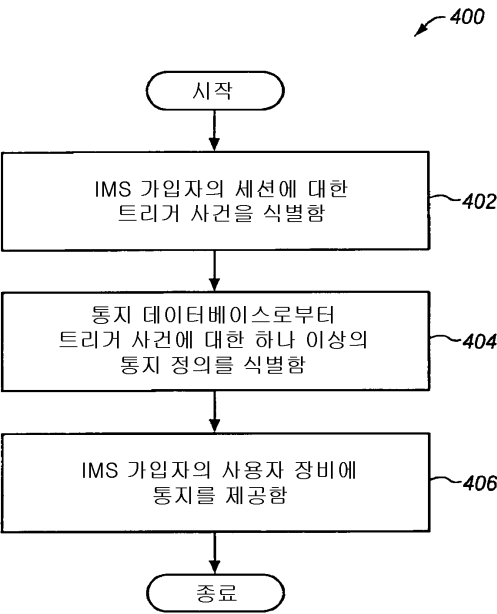 400
시작
IMS 가입자의 세션에 대한
트리거 사건을 식별함
402
통지 데이터베이스로부터
트리거 사건에 대한 하나 이상의
통지 정의를 식별함
404
IMS 가입자의 사용자 장비에
통지를 제공함
406
종료